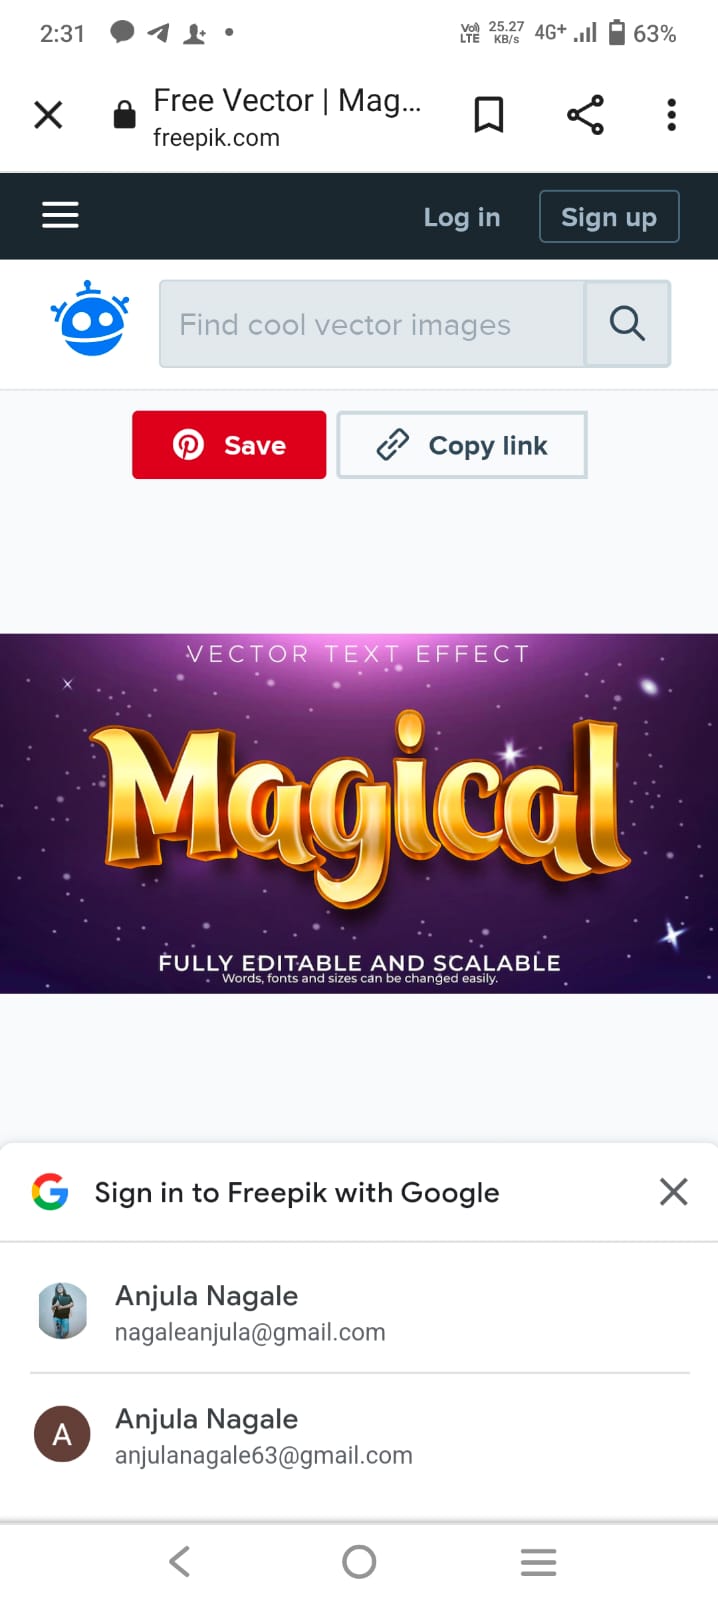 2:31
Vo) LTE 25.27 KB/s 4G+ 63%
Free Vector | Mag...
freepik.com
Log in Sign up
Find cool vector images
Save Copy link
VECTOR TEXT EFFECT
Magical
FULLY EDITABLE AND SCALABLE
Words, fonts and sizes can be changed easily.
Sign in to Freepik with Google
Anjula Nagale
nagaleanjula@gmail.com
A
Anjula Nagale
anjulanagale63@gmail.com